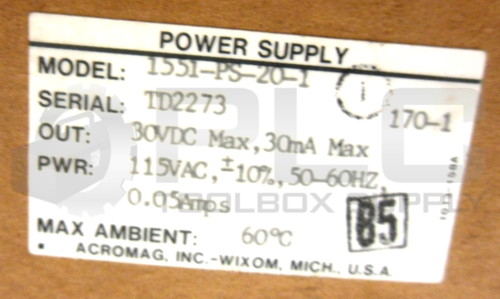 POWER SUPPLY
MODEL: 155I-PS-20-1
i
SERIAL: TD2273
170-1
OUT: 30VDC Max, 30mA Max
PWR: 115VAC, ±10%, 50-60HZ,
0.05Amps
85
MAX AMBIENT: 60°C
ACROMAG, INC.-WIXOM, MICH., U.S.A.
PLC
TOOLBOX SUPPLY